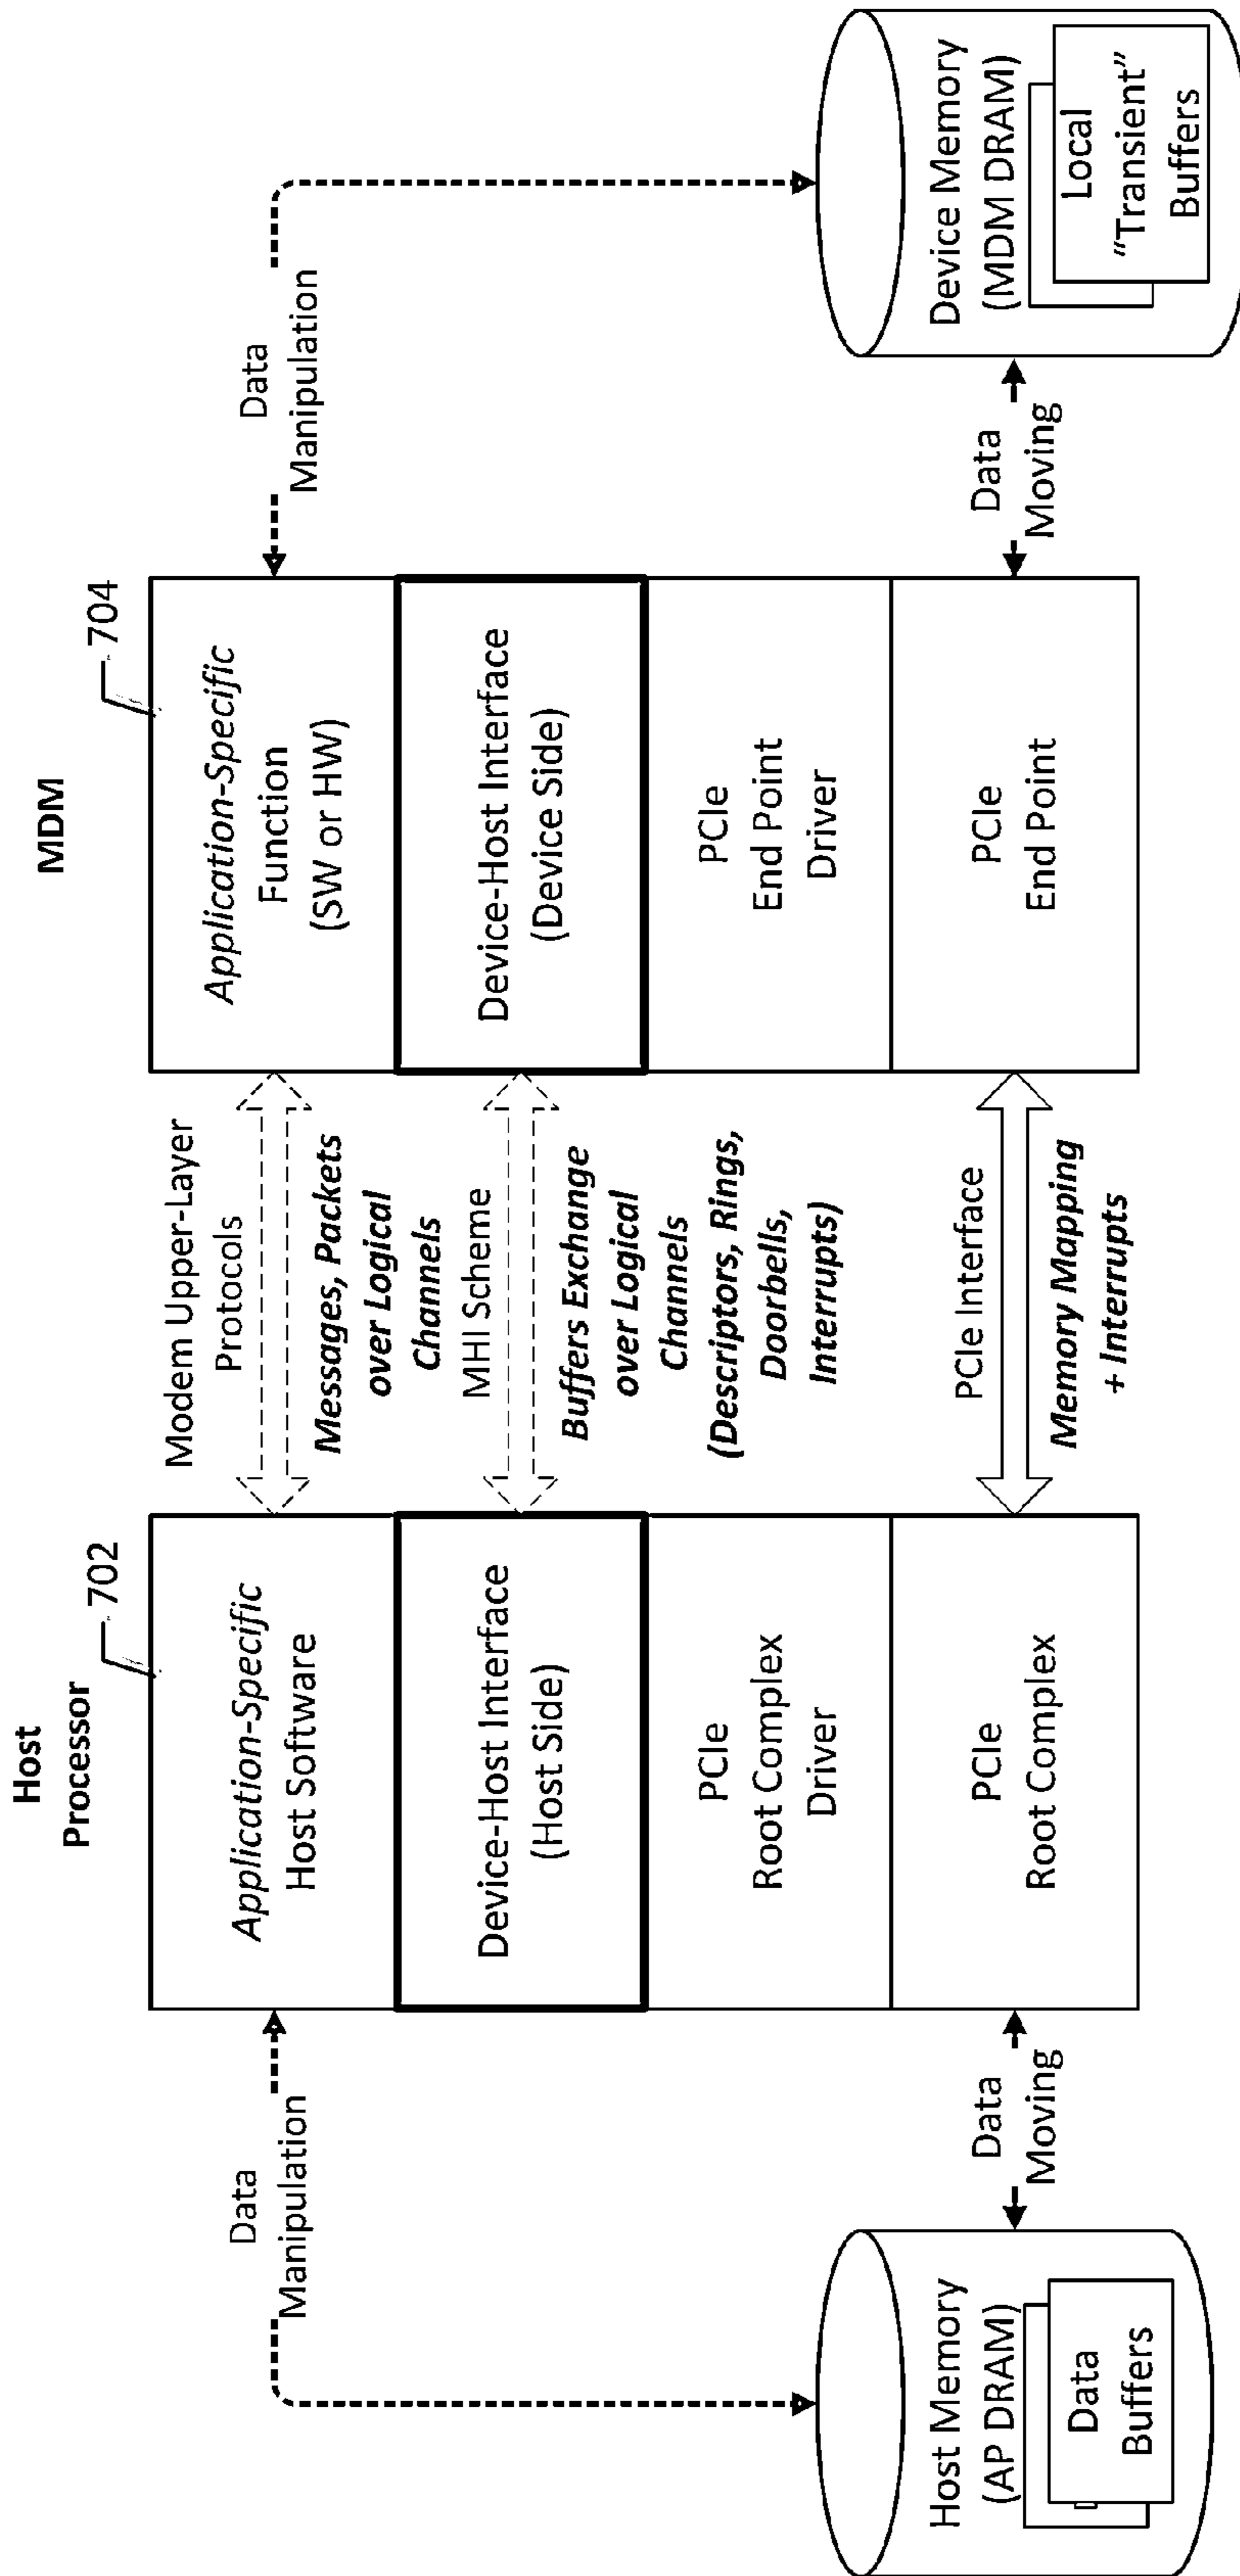 Host
Processor
702
Application-Specific
Host Software
Device-Host Interface
(Host Side)
PCIe
Root Complex
Driver
PCIe
Root Complex
Data
Manipulation
Data
Moving
Host Memory
(AP DRAM)
Data
Buffers
Modem Upper-Layer
Protocols
Messages, Packets
over Logical
Channels
MHI Scheme
Buffers Exchange
over Logical
Channels
(Descriptors, Rings,
Doorbells,
Interrupts)
PCIe Interface
Memory Mapping
+ Interrupts
MDM
704
Application-Specific
Function
(SW or HW)
Device-Host Interface
(Device Side)
PCIe
End Point
Driver
PCIe
End Point
Data
Manipulation
Data
Moving
Device Memory
(MDM DRAM)
Local
“Transient”
Buffers